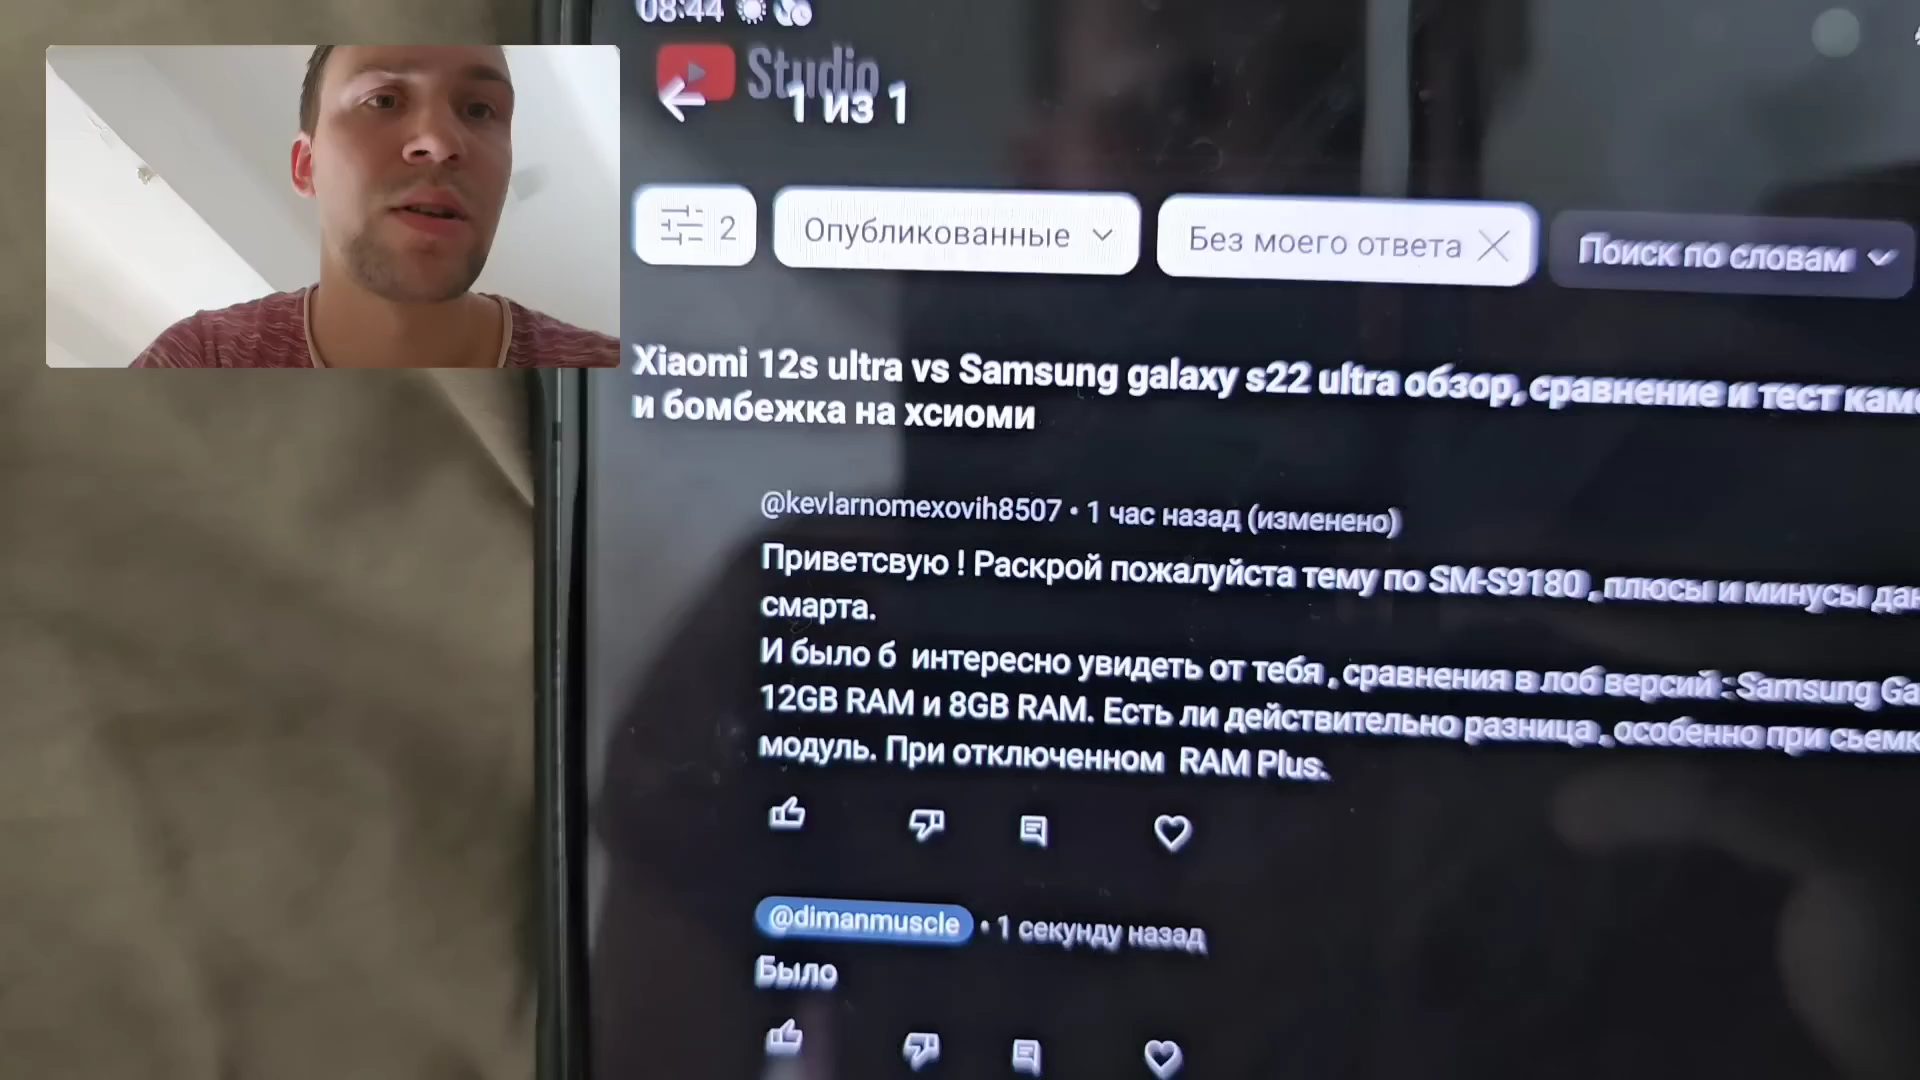 08:44
Studio
1 из 1
2
Опубликованные
Без моего ответа
Поиск по словам
Xiaomi 12s ultra vs Samsung galaxy s22 ultra обзор, сравнение и тест
и бомбежка на хсиоми
@kevlarnomexovih8507 • 1 час назад (изменено)
Приветсвую ! Раскрой пожалуйста тему по SM-S9180 , плюсы и минусы
смарта.
И было б интересно увидеть от тебя , сравнения в лоб версий : Samsung
12GB RAM и 8GB RAM. Есть ли действительно разница , особенно при
модуль. При отключенном RAM Plus.
@dimanmuscle • 1 секунду назад
Было